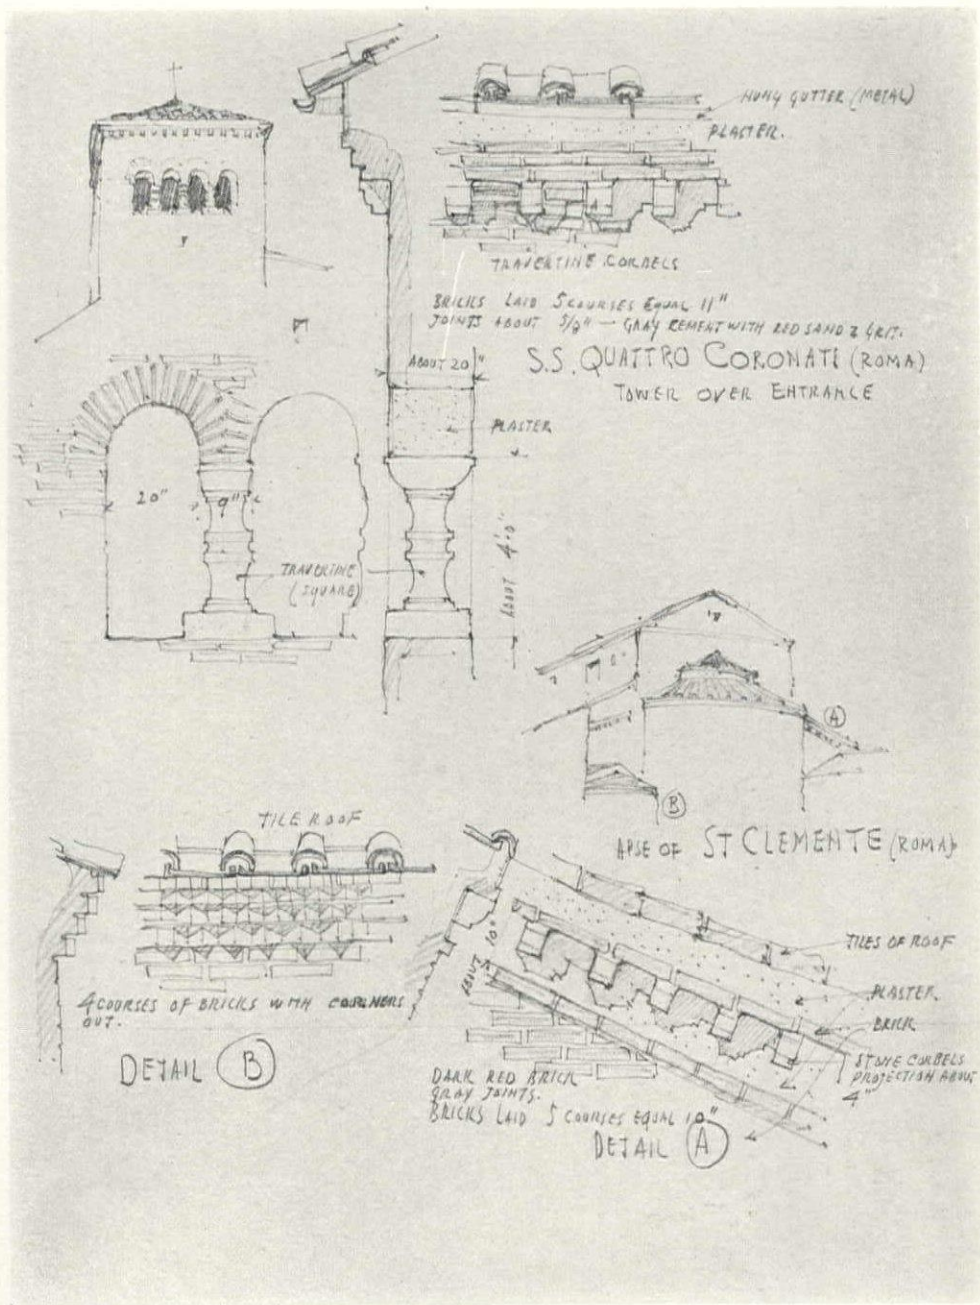 HUNG GUTTER (METAL)
PLASTER.
TRAVERTINE CORBELS
BRICKS LAID 5 COURSES EQUAL 11"
JOINTS ABOUT 5/8" — GRAY CEMENT WITH RED SAND & GRIT.
S.S. QUATTRO CORONATI (ROMA)
TOWER OVER ENTRANCE
ABOUT 20"
PLASTER
20"
9"
TRAVERTINE
(SQUARE)
ABOUT 4'-0"
A
B
APSE OF ST CLEMENTE (ROMA)
TILE ROOF
4 COURSES OF BRICKS WITH CORNERS
OUT.
DETAIL B
ABOUT 10"
TILES OF ROOF
PLASTER.
BRICK
STONE CORBELS
PROJECTION ABOUT
4"
DARK RED BRICK
GRAY JOINTS.
BRICKS LAID 5 COURSES EQUAL 10"
DETAIL A